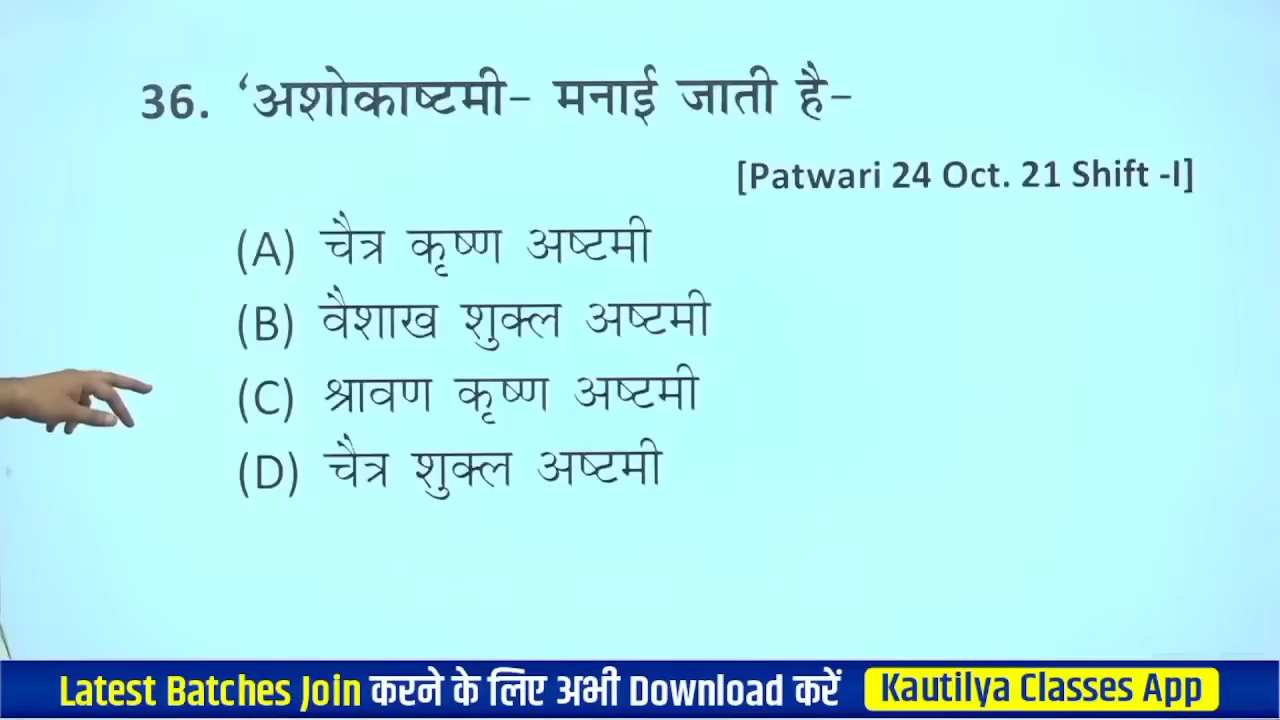 36. ‘अशोकाष्टमी- मनाई जाती है-
[Patwari 24 Oct. 21 Shift -I]
(A) चैत्र कृष्ण अष्टमी
(B) वैशाख शुक्ल अष्टमी
(C) श्रावण कृष्ण अष्टमी
(D) चैत्र शुक्ल अष्टमी
Latest Batches Join करने के लिए अभी Download करें Kautilya Classes App